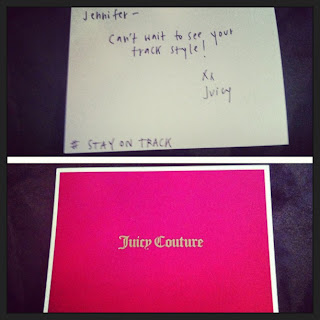 Jennifer -
Can't wait to see your
track style!
xx
Juicy
# STAY ON TRACK
Juicy Couture